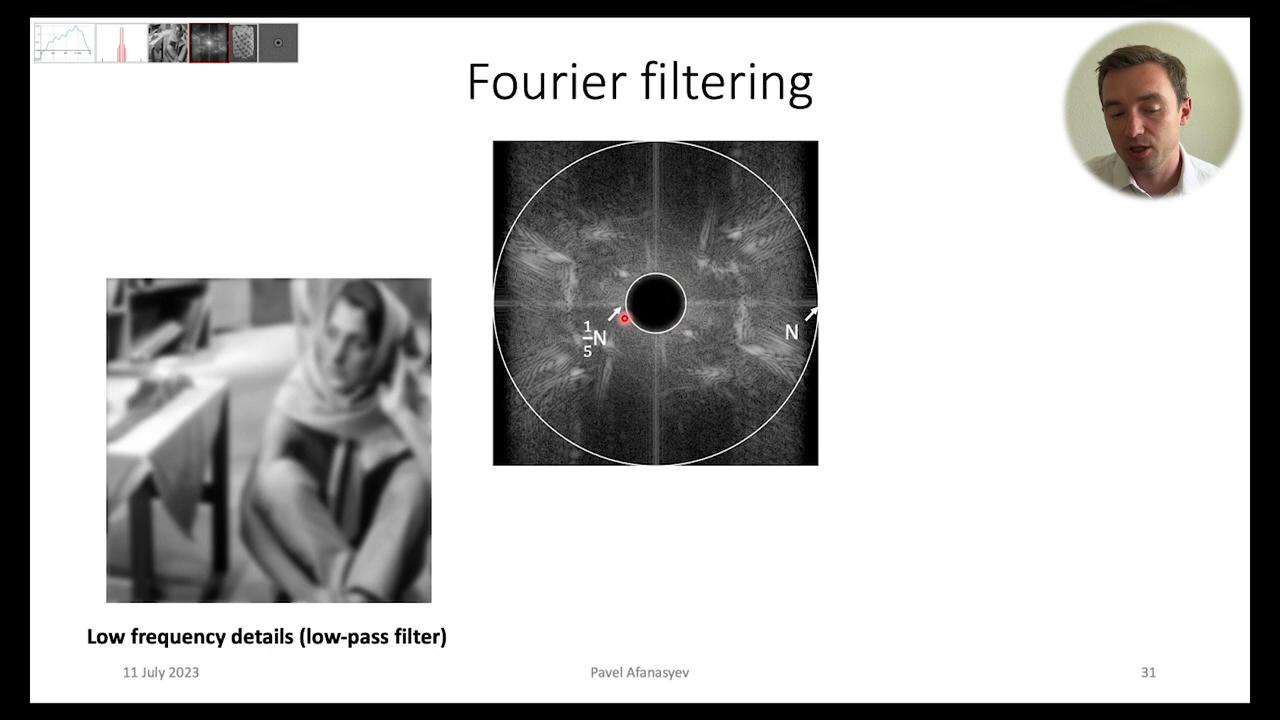 Fourier filtering
1
5
N
N
Low frequency details (low-pass filter)
11 July 2023
Pavel Afanasyev
31